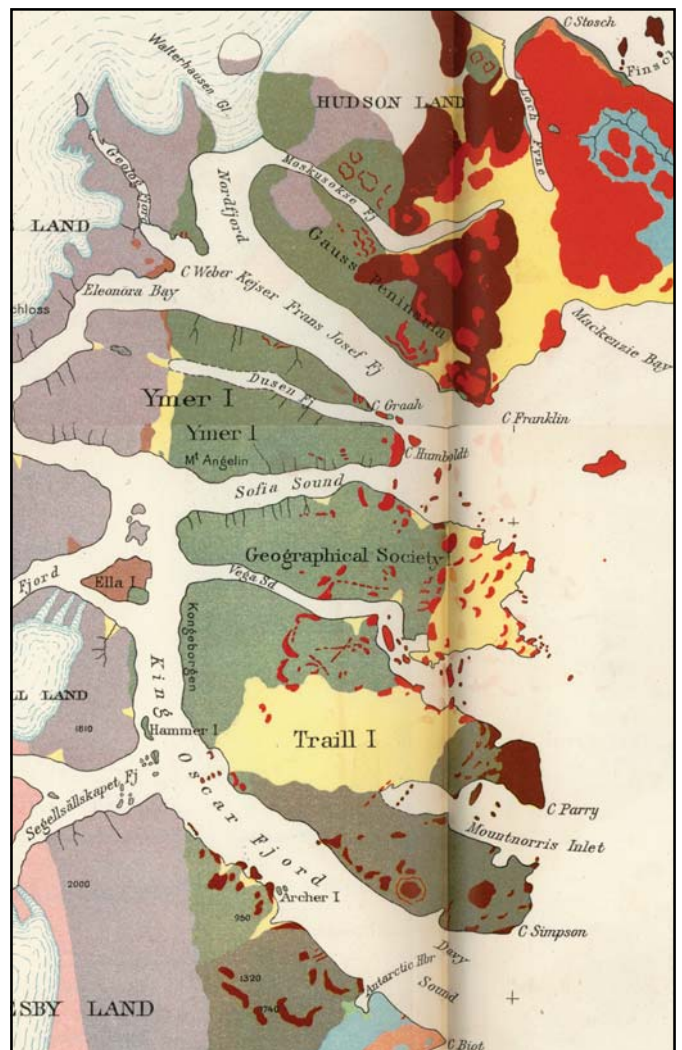 C Stosch
Finsch
Walterhausen Gl.
HUDSON LAND
Loch Fyne
Geolog Fjord
Nordfjord
Moskusokse Fj
LAND
Gauss Peninsula
C Weber
Kejser Frans Josef Fj
Eleonora Bay
Mackenzie Bay
chloss
Dusen Fj
Ymer I
C Graah
C Franklin
Ymer I
Mt Angelin
C Humboldt
Sofia Sound
Geographical Society I
Fjord
Ella I
Vega Sd
Kongeborgen
King Oscar Fjord
LL LAND
1810
Hammer I
Traill I
Segelsällskapet Fj
C Parry
Mountnorris Inlet
2000
Archer I
950
C Simpson
Davy Sound
Antarctic Hbr
1320
1740
ESBY LAND
C Biot